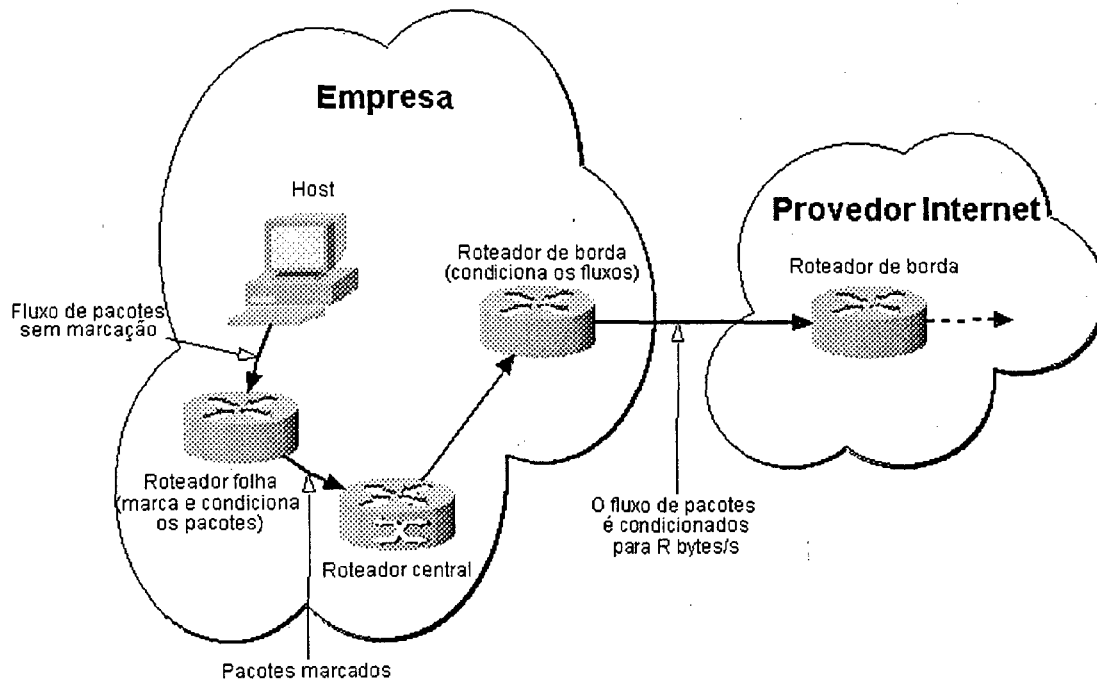 Empresa
Host
Provedor Internet
Roteador de borda
(condiciona os fluxos)
Roteador de borda
Fluxo de pacotes
sem marcação
Roteador folha
(marca e condiciona
os pacotes)
O fluxo de pacotes
é condicionados
para R bytes/s
Roteador central
Pacotes marcados